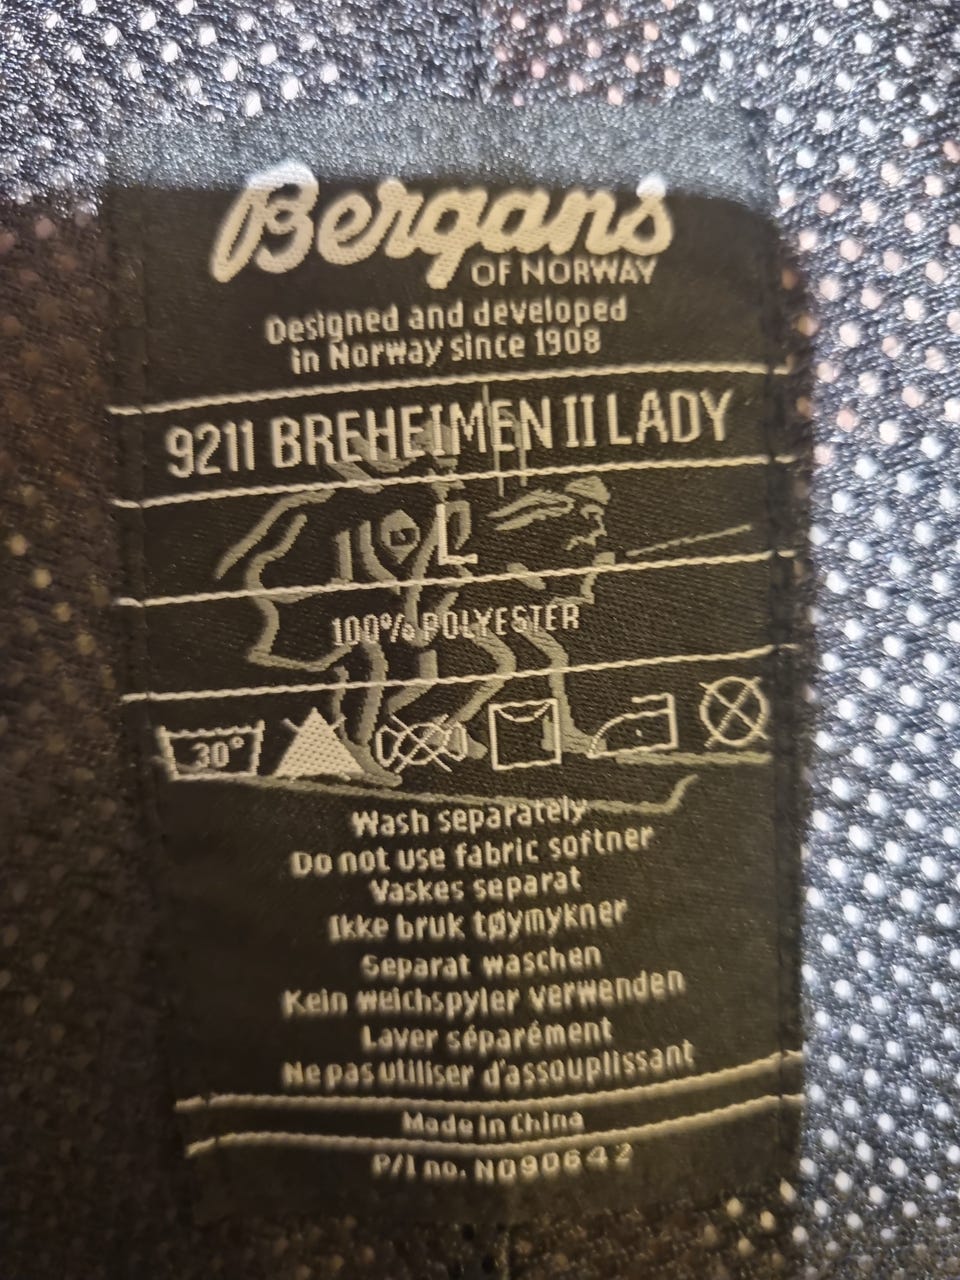 Bergans
OF NORWAY
Designed and developed
in Norway since 1908
9211 BREHEIMEN II LADY
L
100% POLYESTER
30°
Wash separately
Do not use fabric softner
Vaskes separat
Ikke bruk tøymykner
Separat waschen
Kein weichspyler verwenden
Laver séparément
Ne pas utiliser d'assouplissant
Made in China
P/I no. NO90642